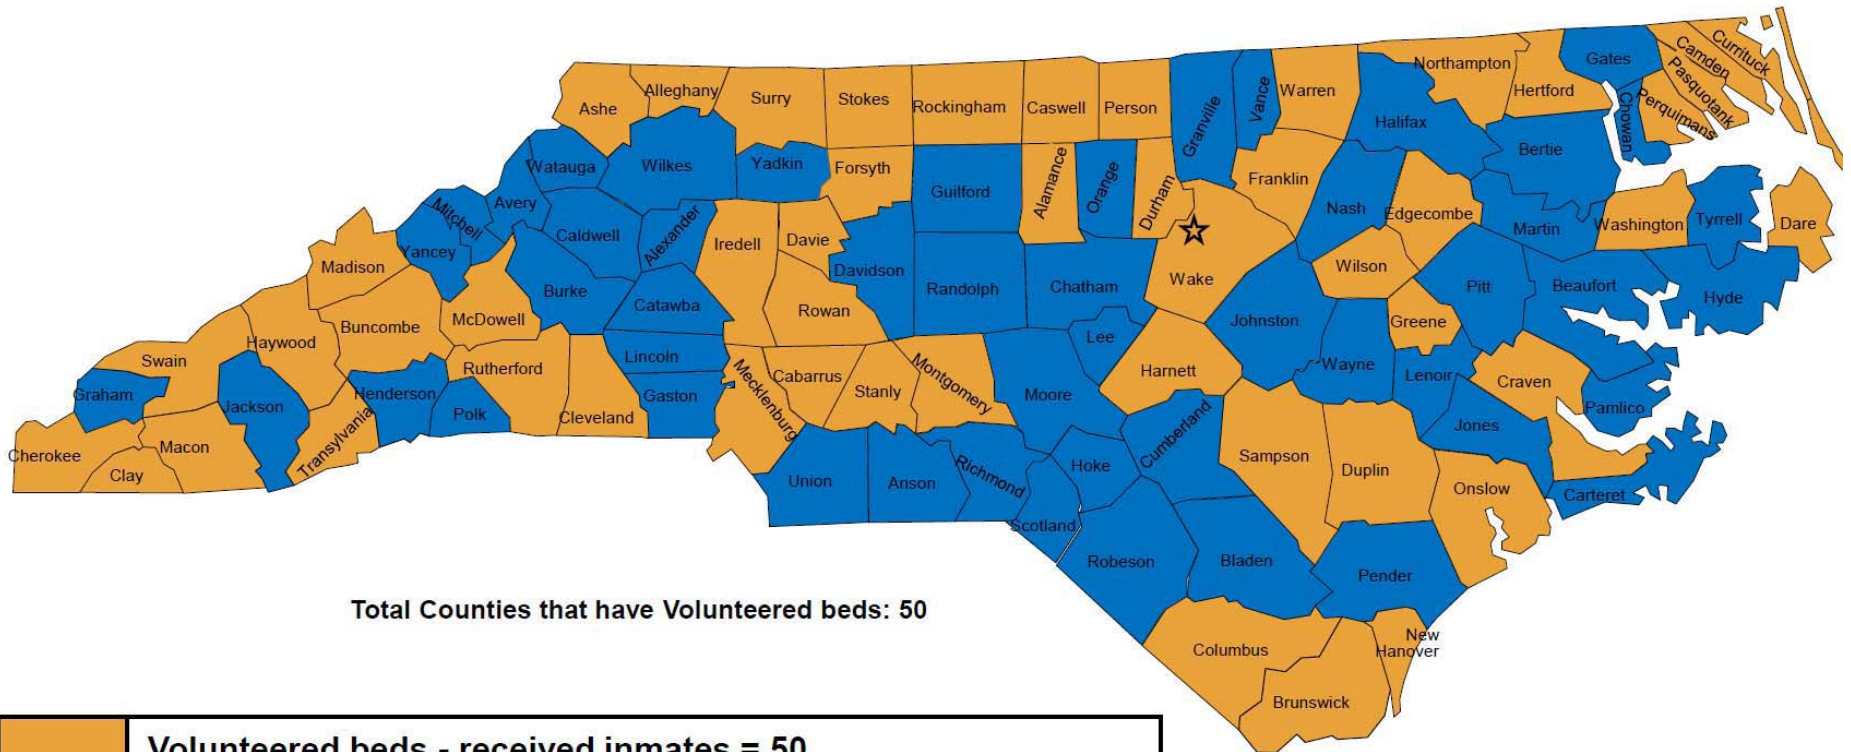 Ashe
Alleghany
Surry
Stokes
Rockingham
Caswell
Person
Granville
Vance
Warren
Northampton
Hertford
Gates
Camden
Currituck
Pasquotank
Perquimans
Chowan
Halifax
Bertie
Watauga
Wilkes
Yadkin
Forsyth
Guilford
Alamance
Orange
Durham
Franklin
Nash
Edgecombe
Martin
Washington
Tyrrell
Dare
Mitchell
Avery
Yancey
Caldwell
Alexander
Iredell
Davie
Davidson
Randolph
Chatham
Wake
Wilson
Pitt
Beaufort
Hyde
Madison
Burke
Catawba
Rowan
Johnston
Greene
Haywood
Buncombe
McDowell
Lincoln
Lee
Wayne
Lenoir
Craven
Swain
Rutherford
Mecklenburg
Cabarrus
Stanly
Montgomery
Moore
Harnett
Graham
Jackson
Henderson
Polk
Cleveland
Gaston
Pamlico
Jones
Cherokee
Macon
Clay
Transylvania
Union
Anson
Richmond
Hoke
Cumberland
Sampson
Duplin
Onslow
Carteret
Scotland
Robeson
Bladen
Pender
Columbus
New
Hanover
Brunswick
Total Counties that have Volunteered beds: 50
Volunteered beds - received inmates = 50